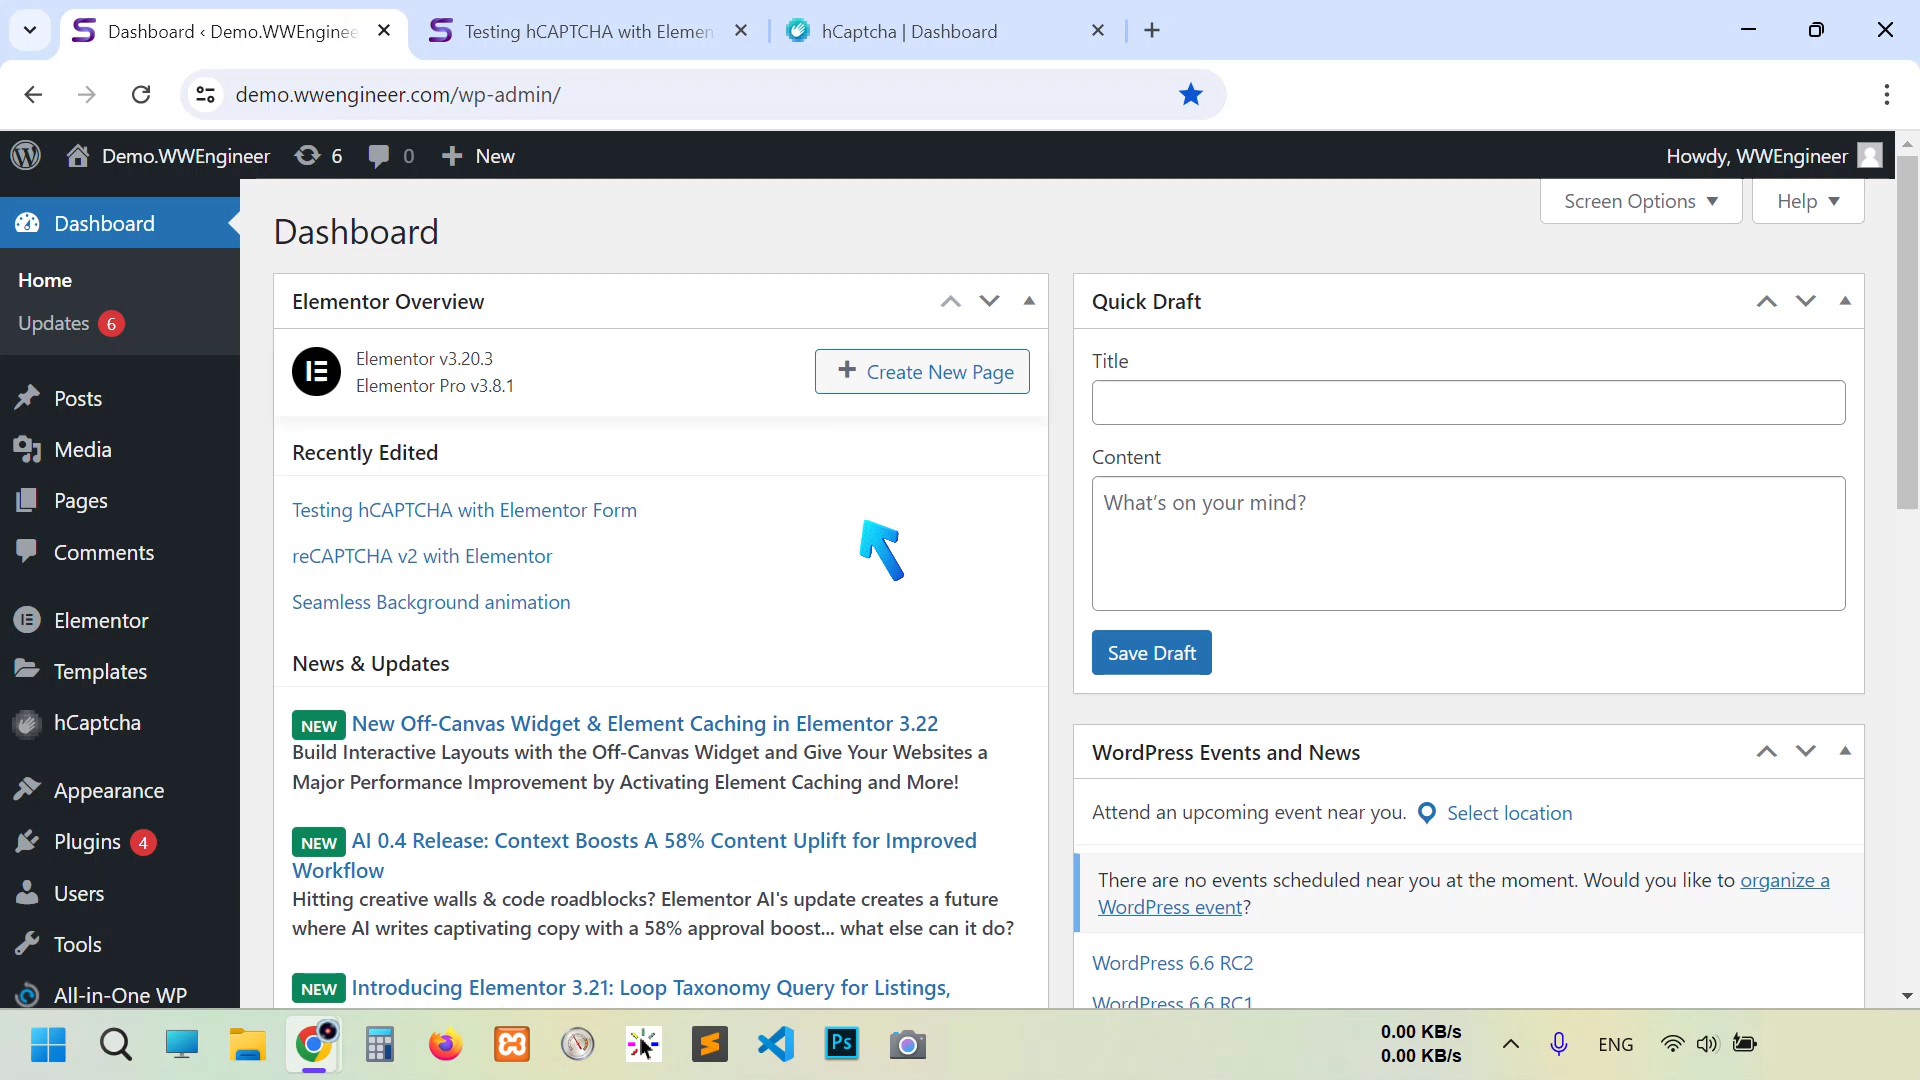 Dashboard ‹ Demo.WWEnginee
Testing hCAPTCHA with Elemen
hCaptcha | Dashboard
demo.wwengineer.com/wp-admin/
Demo.WWEngineer
6
0
New
Howdy, WWEngineer
Dashboard
Home
Updates 6
Posts
Media
Pages
Comments
Elementor
Templates
hCaptcha
Appearance
Plugins 4
Users
Tools
All-in-One WP
Screen Options
Help
Dashboard
Elementor Overview
Elementor v3.20.3
Elementor Pro v3.8.1
Create New Page
Recently Edited
Testing hCAPTCHA with Elementor Form
reCAPTCHA v2 with Elementor
Seamless Background animation
News & Updates
NEW New Off-Canvas Widget & Element Caching in Elementor 3.22
Build Interactive Layouts with the Off-Canvas Widget and Give Your Websites a
Major Performance Improvement by Activating Element Caching and More!
NEW AI 0.4 Release: Context Boosts A 58% Content Uplift for Improved
Workflow
Hitting creative walls & code roadblocks? Elementor AI's update creates a future
where AI writes captivating copy with a 58% approval boost... what else can it do?
NEW Introducing Elementor 3.21: Loop Taxonomy Query for Listings,
Quick Draft
Title
Content
What's on your mind?
Save Draft
WordPress Events and News
Attend an upcoming event near you. Select location
There are no events scheduled near you at the moment. Would you like to organize a
WordPress event?
WordPress 6.6 RC2
WordPress 6.6 RC1
Ps
0.00 KB/s
0.00 KB/s
ENG